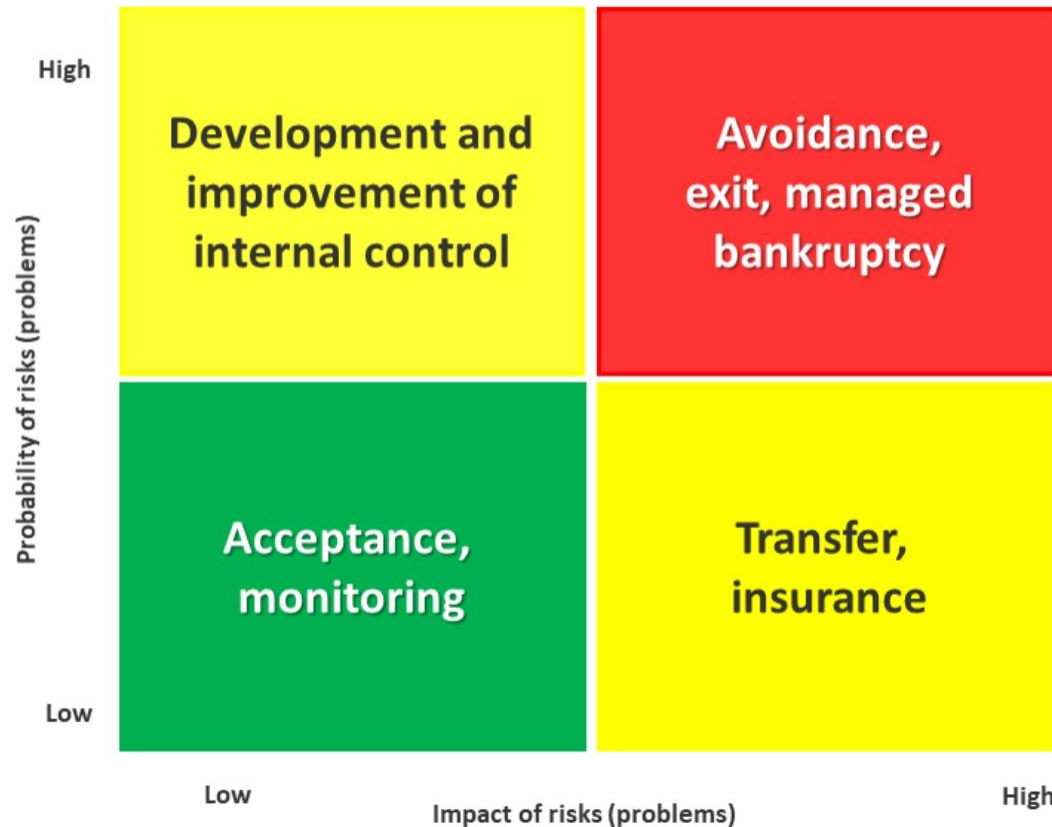 High
Development and
improvement of
internal control
Avoidance,
exit, managed
bankruptcy
Probability of risks (problems)
Acceptance,
monitoring
Transfer,
insurance
Low
Low
Impact of risks (problems)
High